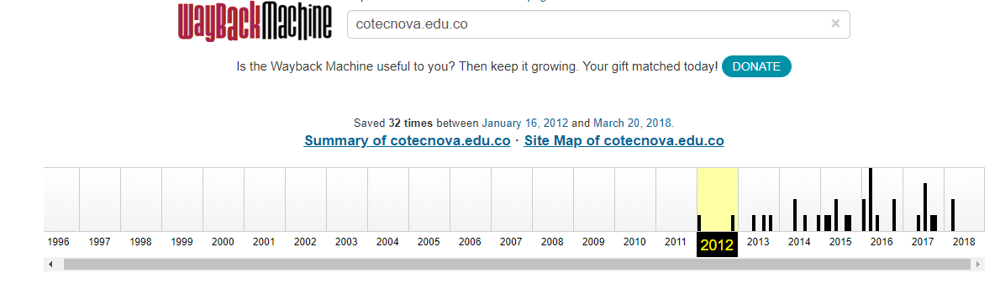 WayBackMachine cotecnova.edu.co ×
Is the Wayback Machine useful to you? Then keep it growing. Your gift matched today! DONATE
Saved 32 times between January 16, 2012 and March 20, 2018.
Summary of cotecnova.edu.co · Site Map of cotecnova.edu.co
1996 1997 1998 1999 2000 2001 2002 2003 2004 2005 2006 2007 2008 2009 2010 2011 2012 2013 2014 2015 2016 2017 2018